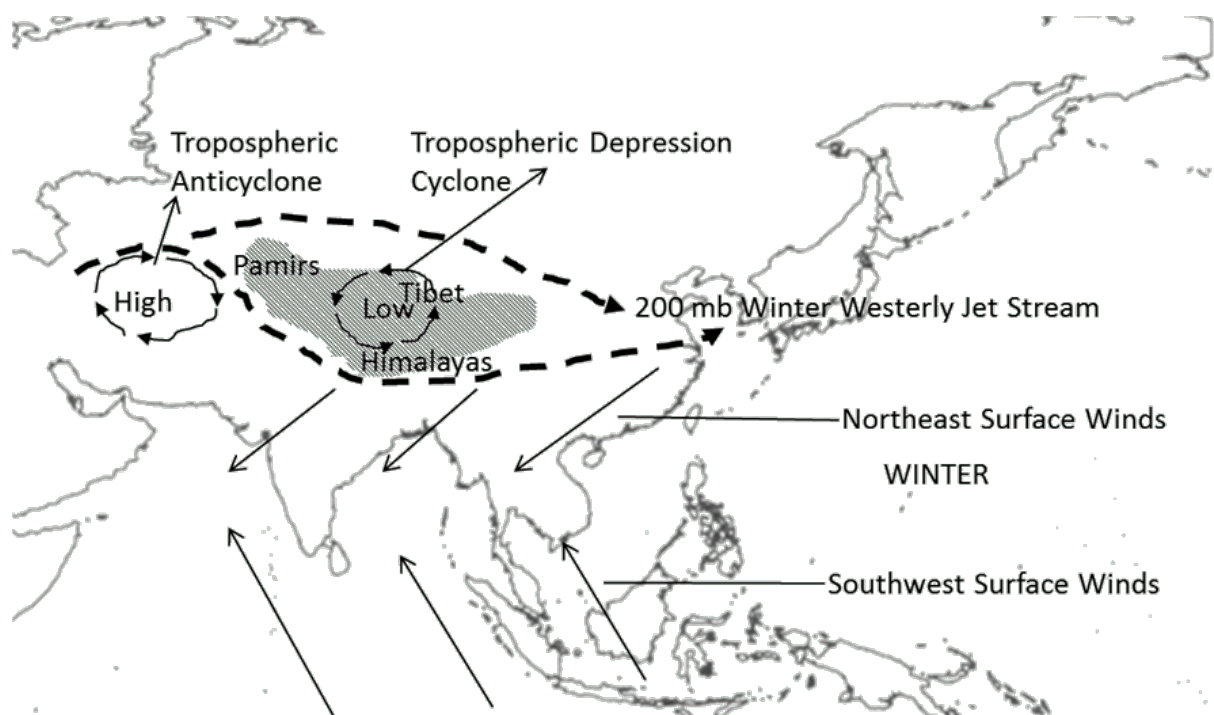 Tropospheric
Anticyclone
Tropospheric Depression
Cyclone
Pamirs
High
Tibet
Low
200 mb Winter Westerly Jet Stream
Himalayas
Northeast Surface Winds
WINTER
Southwest Surface Winds